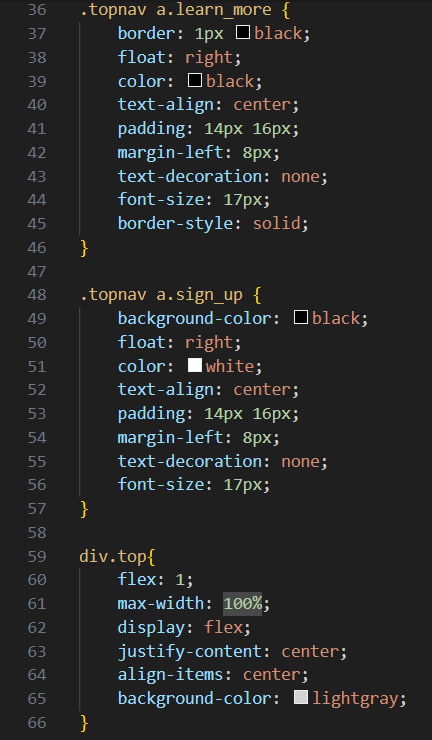 36 .topnav a.learn_more {
37     border: 1px black;
38     float: right;
39     color: black;
40     text-align: center;
41     padding: 14px 16px;
42     margin-left: 8px;
43     text-decoration: none;
44     font-size: 17px;
45     border-style: solid;
46 }
47
48 .topnav a.sign_up {
49     background-color: black;
50     float: right;
51     color: white;
52     text-align: center;
53     padding: 14px 16px;
54     margin-left: 8px;
55     text-decoration: none;
56     font-size: 17px;
57 }
58
59 div.top{
60     flex: 1;
61     max-width: 100%;
62     display: flex;
63     justify-content: center;
64     align-items: center;
65     background-color: lightgray;
66 }